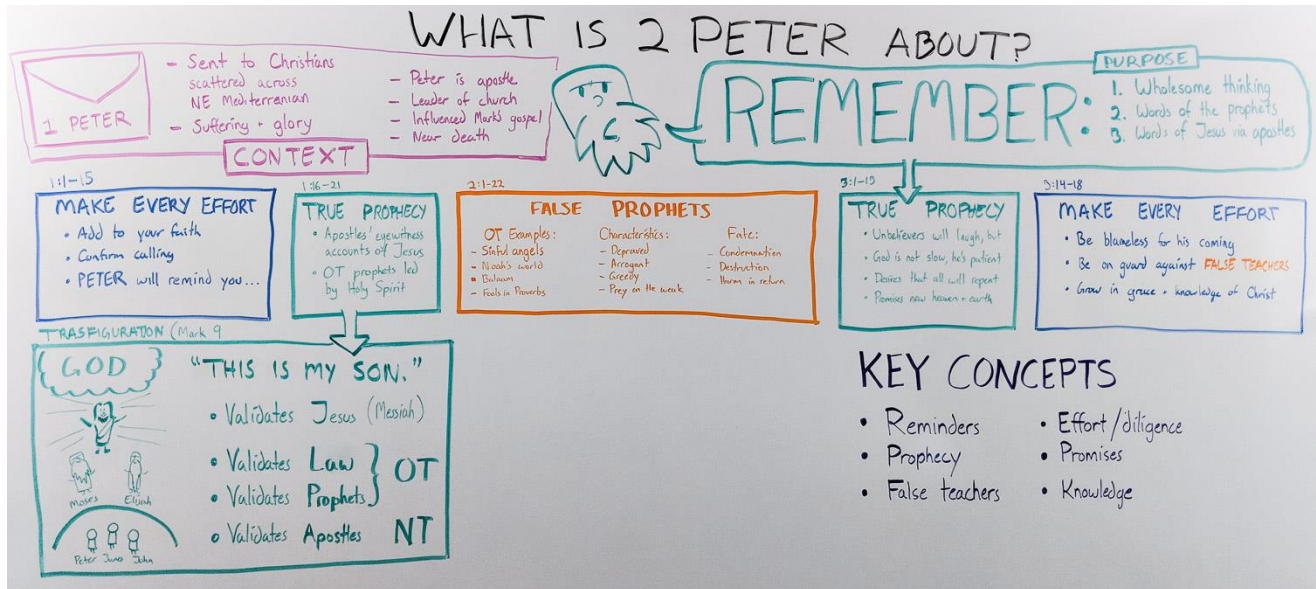 WHAT IS 2 PETER ABOUT?
1 PETER
- Sent to Christians
scattered across
NE Mediterrenian
- Suffering + glory
- Peter is apostle
- Leader of church
- Influenced Mark's gospel
- Near death
CONTEXT
REMEMBER:
PURPOSE
1. Wholesome thinking
2. Words of the prophets
3. Words of Jesus via apostles
1:1-15
MAKE EVERY EFFORT
• Add to your faith
• Confirm calling
• PETER will remind you...
1:16-21
TRUE PROPHECY
• Apostles' eyewitness
accounts of Jesus
• OT prophets led
by Holy Spirit
2:1-22
FALSE PROPHETS
OT Examples:
- Sinful angels
- Noah's world
- Balaam
- Fools in Proverbs
Characteristics:
- Depraved
- Arrogant
- Greedy
- Prey on the weak
Fate:
- Condemnation
- Destruction
- Harm in return
3:1-13
TRUE PROPHECY
• Unbelievers will laugh, but
• God is not slow, he's patient
• Desires that all will repent
• Promises new heaven + earth
3:14-18
MAKE EVERY EFFORT
• Be blameless for his coming
• Be on guard against FALSE TEACHERS
• Grow in grace + knowledge of Christ
TRASFIGURATION (Mark 9
GOD
Moses
Elijah
Peter James John
"THIS IS MY SON."
• Validates Jesus (Messiah)
• Validates Law
• Validates Prophets
} OT
• Validates Apostles NT
KEY CONCEPTS
• Reminders
• Prophecy
• False teachers
• Effort/diligence
• Promises
• Knowledge